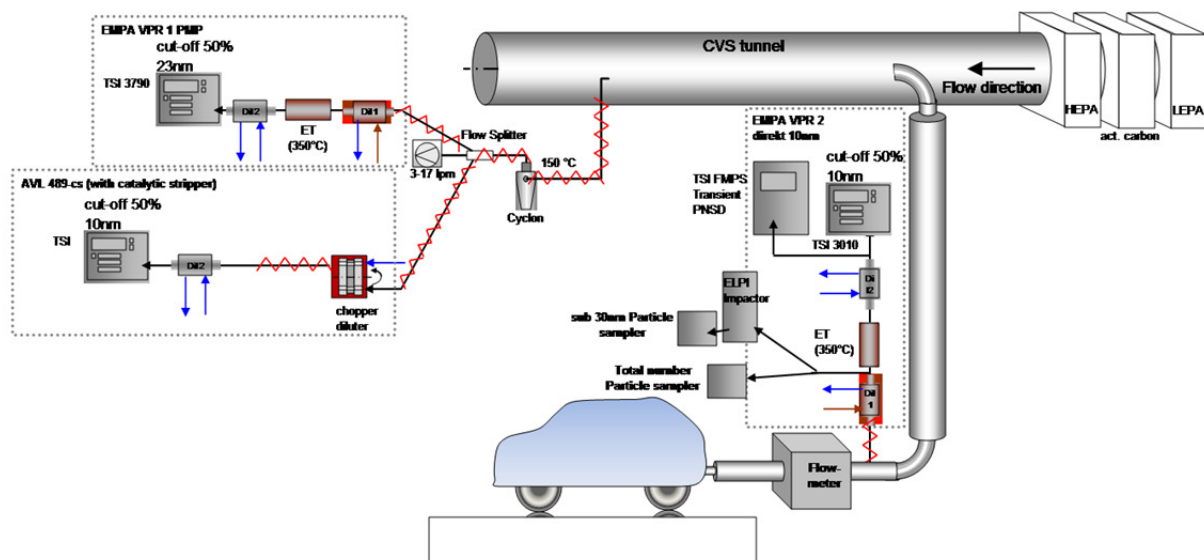 EMPA VPR 1 PMP
cut-off 50%
23nm
TSI 3790
Dil2
ET
(350°C)
Dil1
Flow Splitter
3-17 lpm
150 °C
Cyclon
CVS tunnel
Flow direction
HEPA
act. carbon
LEPA
AVL 489-cs (with catalytic stripper)
cut-off 50%
10nm
TSI
Dil2
chopper
diluter
EMPA VPR 2
direkt 10nm
cut-off 50%
10nm
TSI FMPS
Transient
PNSD
TSI 3010
Di
l2
ELPI
Impactor
sub 30nm Particle
sampler
ET
(350°C)
Total number
Particle sampler
Dil
1
Flow-
meter